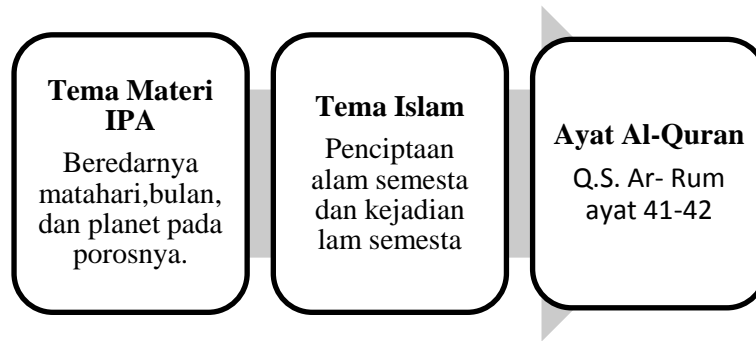 Tema Materi
IPA
Beredarnya
matahari,bulan,
dan planet pada
porosnya.
Tema Islam
Penciptaan
alam semesta
dan kejadian
lam semesta
Ayat Al-Quran
Q.S. Ar- Rum
ayat 41-42